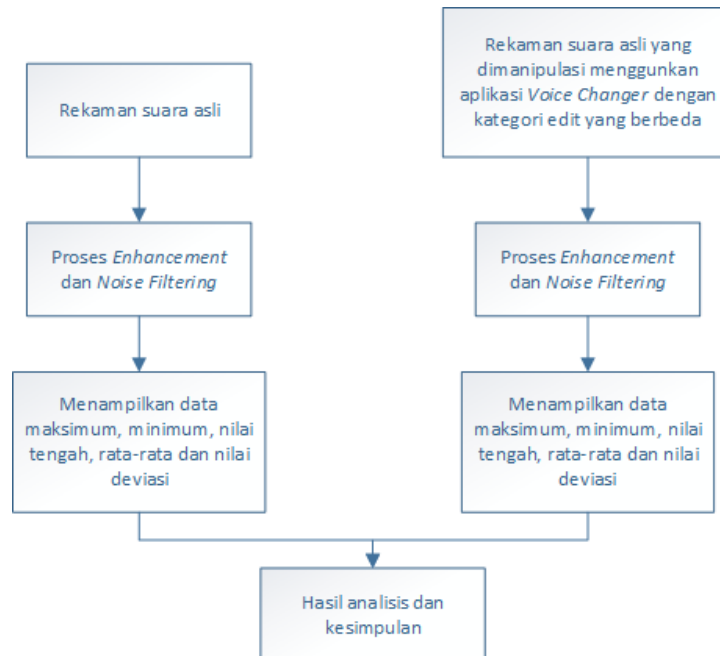 Rekaman suara asli
Rekaman suara asli yang
dimanipulasi menggunkan
aplikasi Voice Changer dengan
kategori edit yang berbeda
Proses Enhancement
dan Noise Filtering
Proses Enhancement
dan Noise Filtering
Menampilkan data
maksimum, minimum, nilai
tengah, rata-rata dan nilai
deviasi
Menampilkan data
maksimum, minimum, nilai
tengah, rata-rata dan nilai
deviasi
Hasil analisis dan
kesimpulan